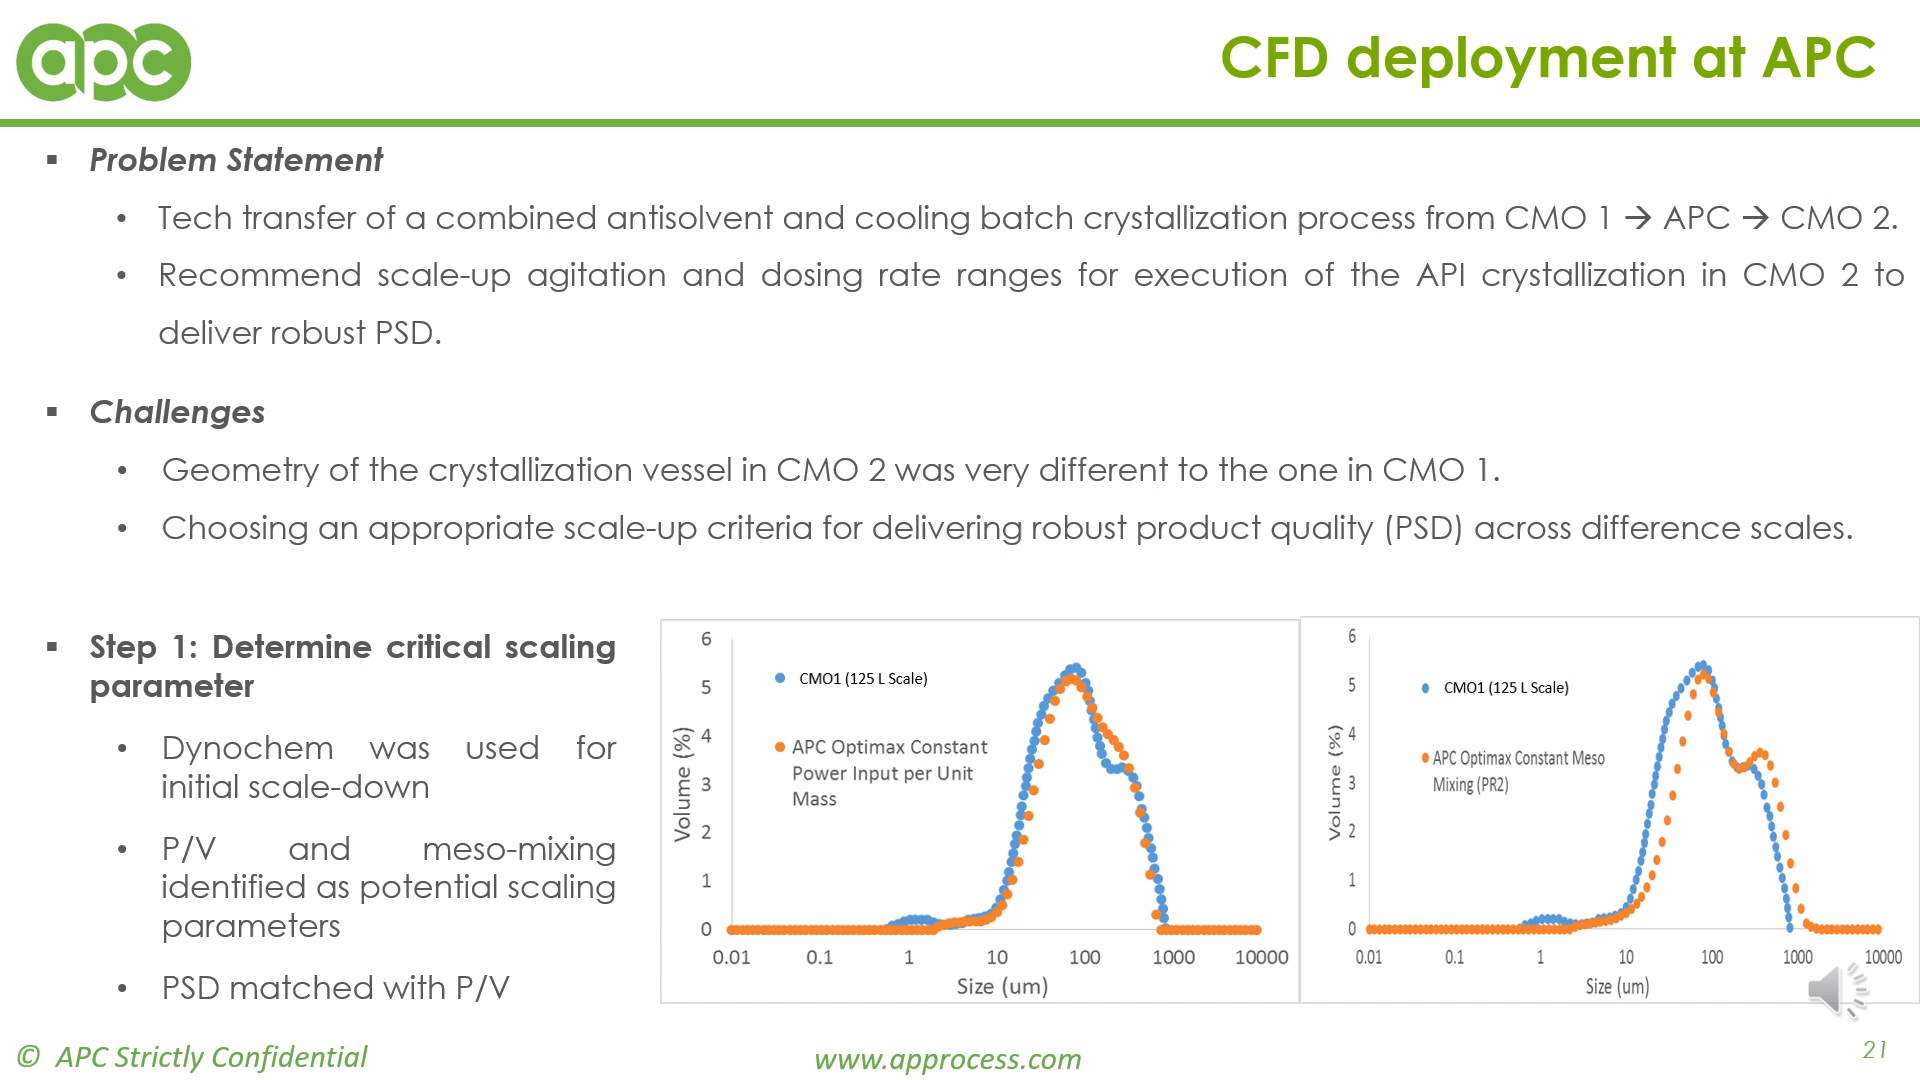 apc
CFD deployment at APC
▪ Problem Statement
• Tech transfer of a combined antisolvent and cooling batch crystallization process from CMO 1 → APC → CMO 2.
• Recommend scale-up agitation and dosing rate ranges for execution of the API crystallization in CMO 2 to
deliver robust PSD.
▪ Challenges
• Geometry of the crystallization vessel in CMO 2 was very different to the one in CMO 1.
• Choosing an appropriate scale-up criteria for delivering robust product quality (PSD) across difference scales.
▪ Step 1: Determine critical scaling
parameter
• Dynochem was used for
initial scale-down
• P/V and meso-mixing
identified as potential scaling
parameters
• PSD matched with P/V
6
5
4
3
2
1
0
Volume (%)
CMO1 (125 L Scale)
APC Optimax Constant
Power Input per Unit
Mass
0.01 0.1 1 10 100 1000 10000
Size (um)
6
5
4
3
2
1
0
Volume (%)
CMO1 (125 L Scale)
APC Optimax Constant Meso
Mixing (PR2)
0.01 0.1 1 10 100 1000 10000
Size (um)
© APC Strictly Confidential
www.approcess.com
21